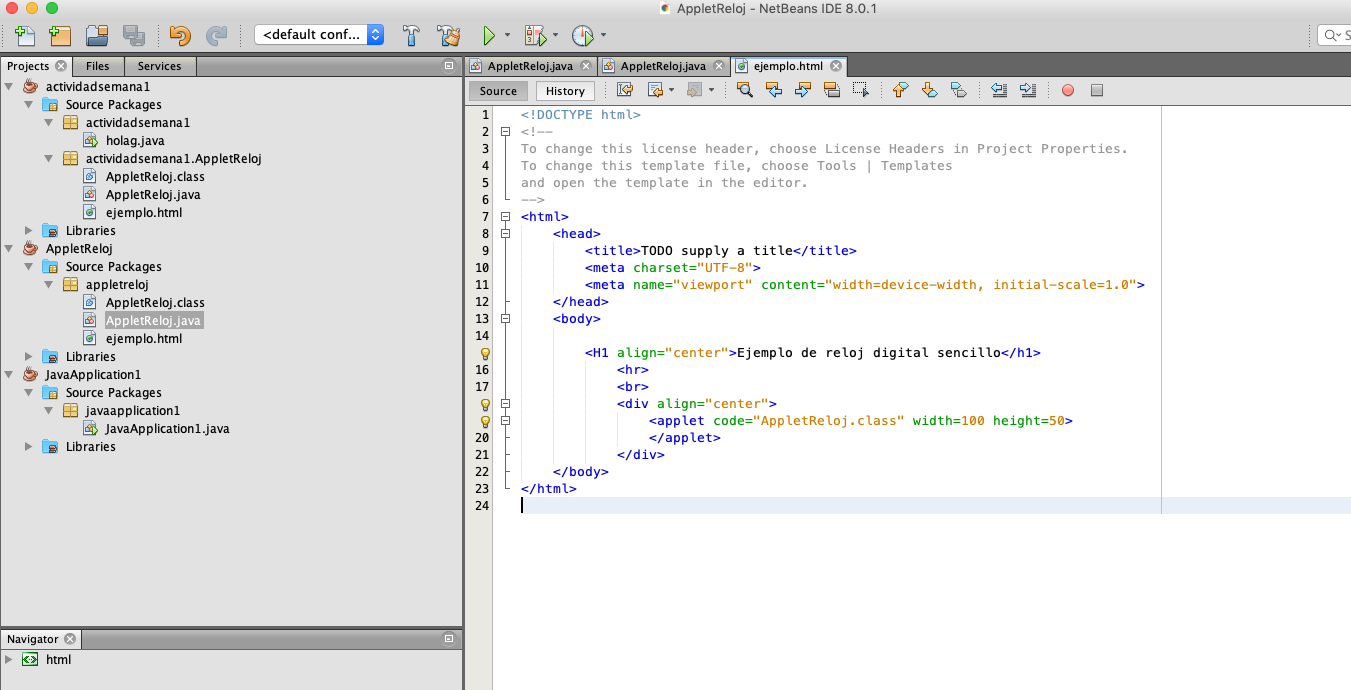 AppletReloj - NetBeans IDE 8.0.1
<default conf...
S
Projects Files Services
actividadsemana1
Source Packages
actividadsemana1
holag.java
actividadsemana1.AppletReloj
AppletReloj.class
AppletReloj.java
ejemplo.html
Libraries
AppletReloj
Source Packages
appletreloj
AppletReloj.class
AppletReloj.java
ejemplo.html
Libraries
JavaApplication1
Source Packages
javaapplication1
JavaApplication1.java
Libraries
Navigator
html
AppletReloj.java AppletReloj.java ejemplo.html
Source History
1 <!DOCTYPE html>
2 <!--
3 To change this license header, choose License Headers in Project Properties.
4 To change this template file, choose Tools | Templates
5 and open the template in the editor.
6 -->
7 <html>
8 <head>
9 <title>TODO supply a title</title>
10 <meta charset="UTF-8">
11 <meta name="viewport" content="width=device-width, initial-scale=1.0">
12 </head>
13 <body>
14
<H1 align="center">Ejemplo de reloj digital sencillo</h1>
16 <hr>
17 <br>
<div align="center">
<applet code="AppletReloj.class" width=100 height=50>
20 </applet>
21 </div>
22 </body>
23 </html>
24